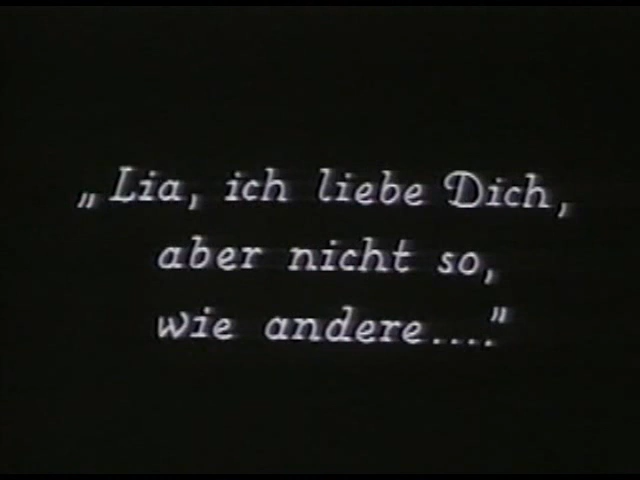 „Lia, ich liebe Dich,
aber nicht so,
wie andere....”